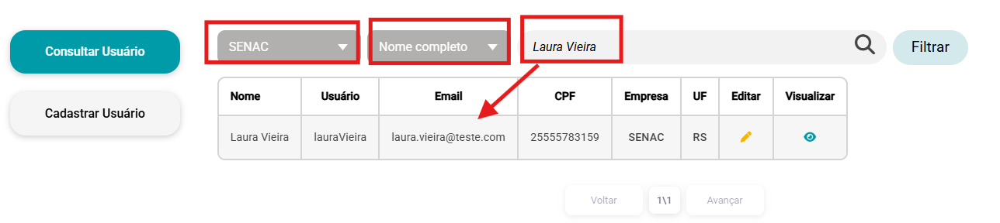 Consultar Usuário
Cadastrar Usuário
SENAC Nome completo Laura Vieira Filtrar
Nome Usuário Email CPF Empresa UF Editar Visualizar
Laura Vieira lauraVieira laura.vieira@teste.com 25555783159 SENAC RS
Voltar 1\1 Avançar